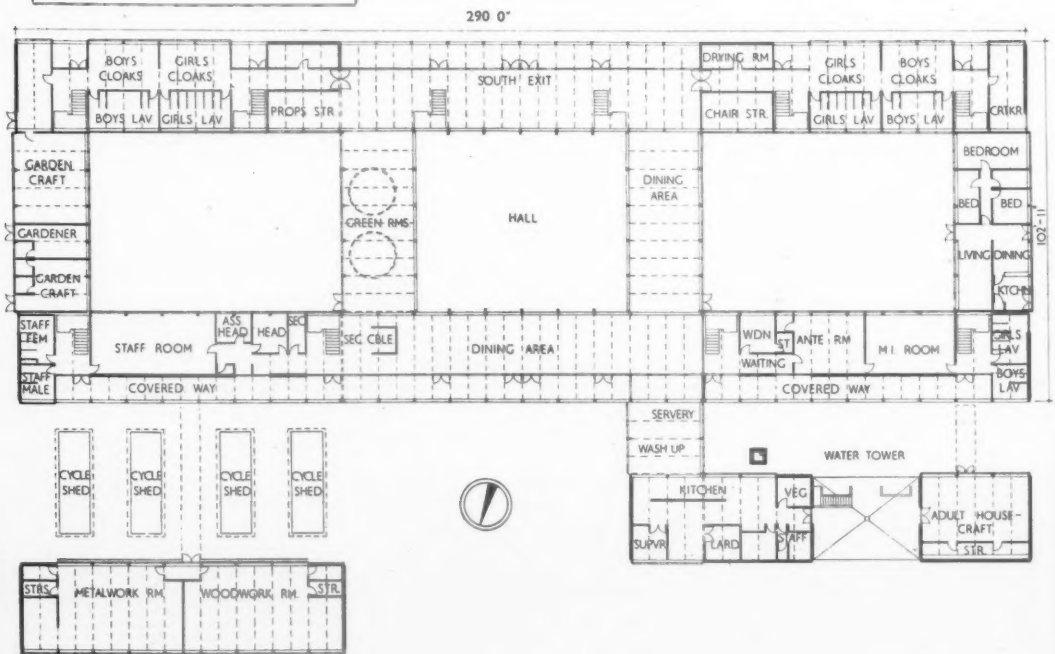 290 0"
BOYS
CLOAKS
GIRLS
CLOAKS
BOYS LAV
GIRLS LAV
PROPS STR
SOUTH EXIT
DRYING RM
CHAIR STR.
GIRLS
CLOAKS
BOYS
CLOAKS
GIRLS LAV
BOYS LAV
CRTKR
GARDEN
CRAFT
GARDENER
GARDEN
CRAFT
GREEN RMS
HALL
DINING
AREA
BEDROOM
BED
BED
LIVING
DINING
KTCHN
102'-11
STAFF
FEM
STAFF
MALE
STAFF ROOM
ASS
HEAD
HEAD
SEC
SEC CBLE
DINING AREA
WDN
ST
WAITING
ANTE RM
M.I. ROOM
GIRLS
LAV
BOYS
LAV
COVERED WAY
COVERED WAY
SERVERY
WASH UP
WATER TOWER
CYCLE
SHED
CYCLE
SHED
CYCLE
SHED
CYCLE
SHED
KITCHEN
VEG
SUPVR
LARD
STAFF
ADULT HOUSE-
CRAFT
STR.
STRS
METALWORK RM.
WOODWORK RM.
STR.